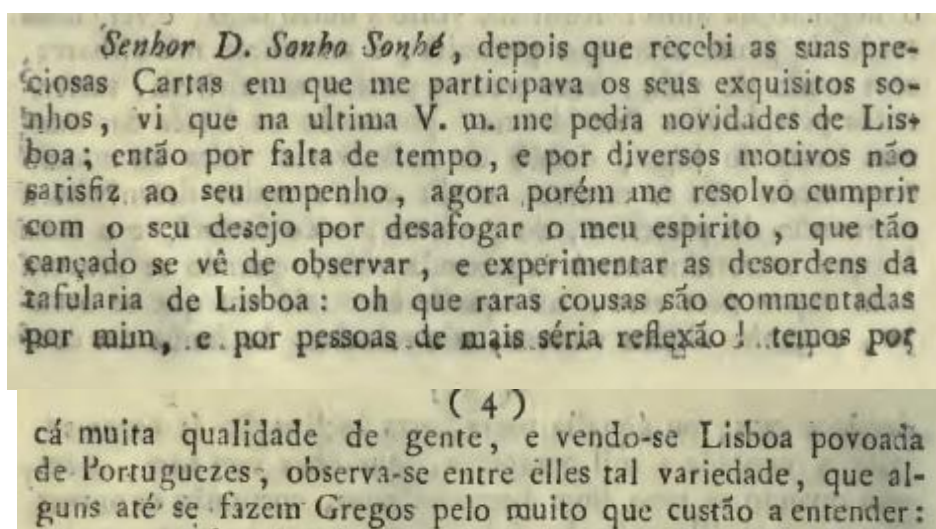 Senhor D. Sonho Sonhé, depois que recebi as suas pre-
ciosas Cartas em que me participava os seus exquisitos so-
nhos, vi que na ultima V. m. me pedia novidades de Lis-
boa; então por falta de tempo, e por diversos motivos não
satisfiz ao seu empenho, agora porém me resolvo cumprir
com o seu desejo por desafogar o meu espirito, que tão
cançado se vê de observar, e experimentar as desordens da
tafularia de Lisboa: oh que raras cousas são commentadas
por mim, e por pessoas de mais séria reflexão! temos por
(4)
cá muita qualidade de gente, e vendo-se Lisboa povoada
de Portuguezes, observa-se entre elles tal variedade, que al-
guns até se fazem Gregos pelo muito que custão a entender: